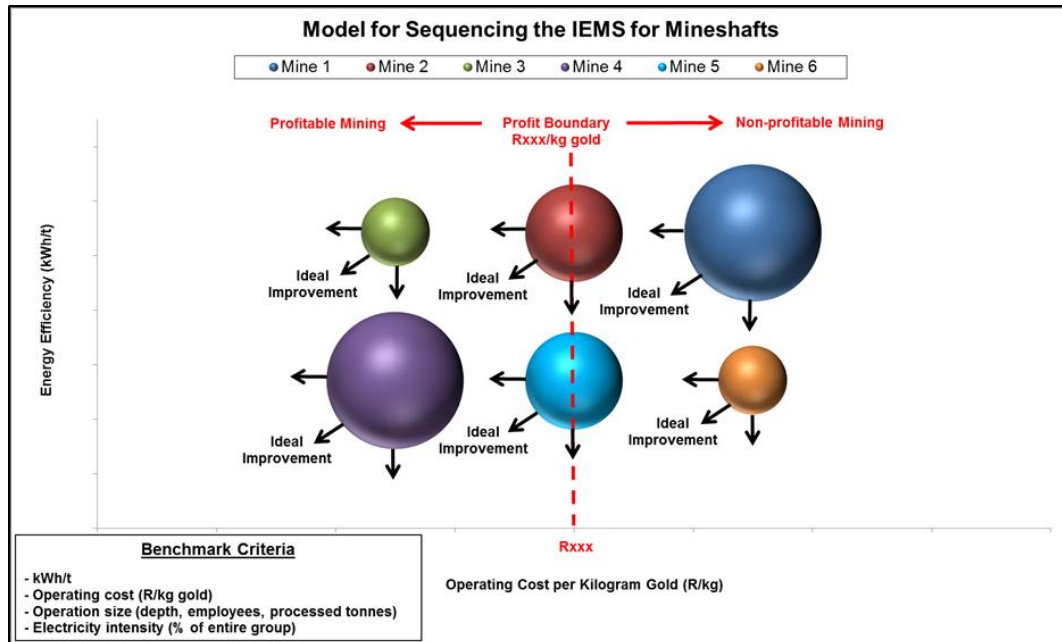 Model for Sequencing the IEMS for Mineshafts
Mine 1 Mine 2 Mine 3 Mine 4 Mine 5 Mine 6
Profitable Mining
Profit Boundary
Rxxx/kg gold
Non-profitable Mining
Energy Efficiency (kWh/t)
Ideal
Improvement
Ideal
Improvement
Ideal
Improvement
Ideal
Improvement
Ideal
Improvement
Ideal
Improvement
Rxxx
Operating Cost per Kilogram Gold (R/kg)
Benchmark Criteria
- kWh/t
- Operating cost (R/kg gold)
- Operation size (depth, employees, processed tonnes)
- Electricity intensity (% of entire group)